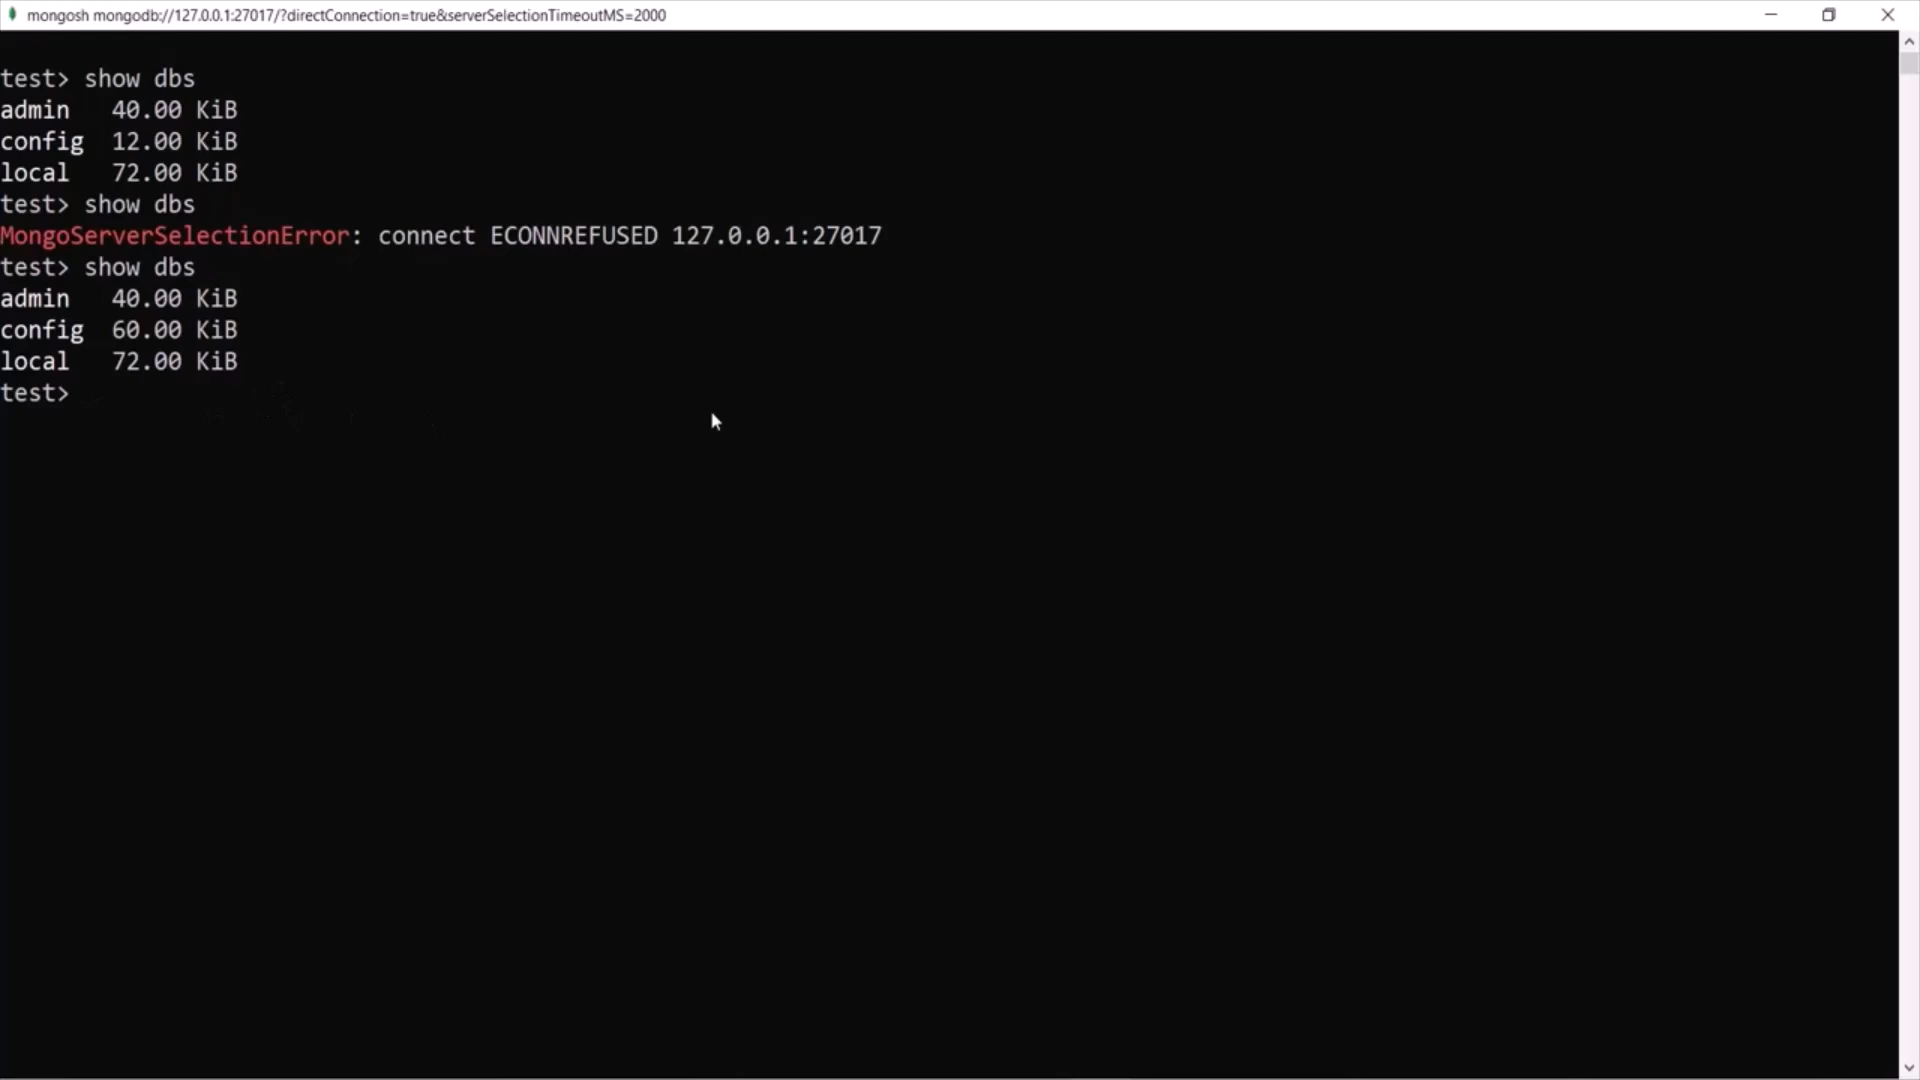 mongosh mongodb://127.0.0.1:27017/?directConnection=true&serverSelectionTimeoutMS=2000
test> show dbs
admin   40.00 KiB
config  12.00 KiB
local   72.00 KiB
test> show dbs
MongoServerSelectionError: connect ECONNREFUSED 127.0.0.1:27017
test> show dbs
admin   40.00 KiB
config  60.00 KiB
local   72.00 KiB
test>